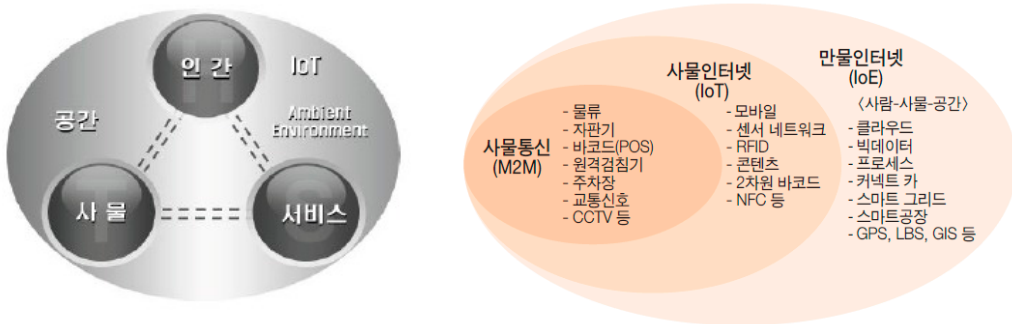 인 간
IoT
공간
Ambient
Environment
사 물
서비스
사물통신
(M2M)
- 물류
- 자판기
- 바코드(POS)
- 원격검침기
- 주차장
- 교통신호
- CCTV 등
사물인터넷
(IoT)
- 모바일
- 센서 네트워크
- RFID
- 콘텐츠
- 2차원 바코드
- NFC 등
만물인터넷
(IoE)
〈사람-사물-공간〉
- 클라우드
- 빅데이터
- 프로세스
- 커넥트 카
- 스마트 그리드
- 스마트공장
- GPS, LBS, GIS 등